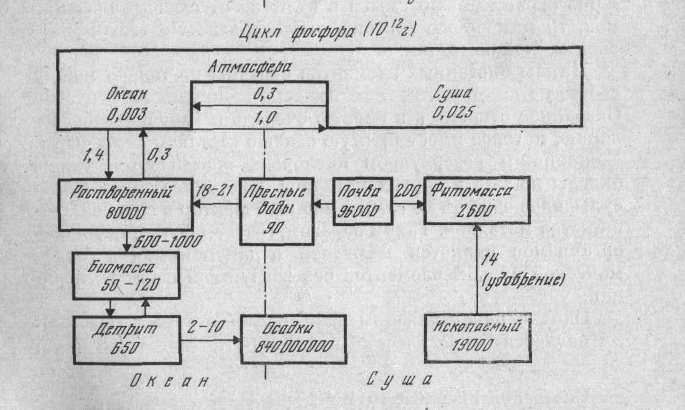 Цикл фосфора (10¹²г)
Атмосфера
Океан
0,003
0,3
1,0
Суша
0,025
1,4
0,3
Растворенный
80000
18-21
Пресные
воды
90
Почва
96000
200
Фитомасса
2600
600-1000
Биомасса
50-120
14
(удобрение)
Детрит
650
2-10
Осадки
840000000
Ископаемый
19000
Океан
Суша